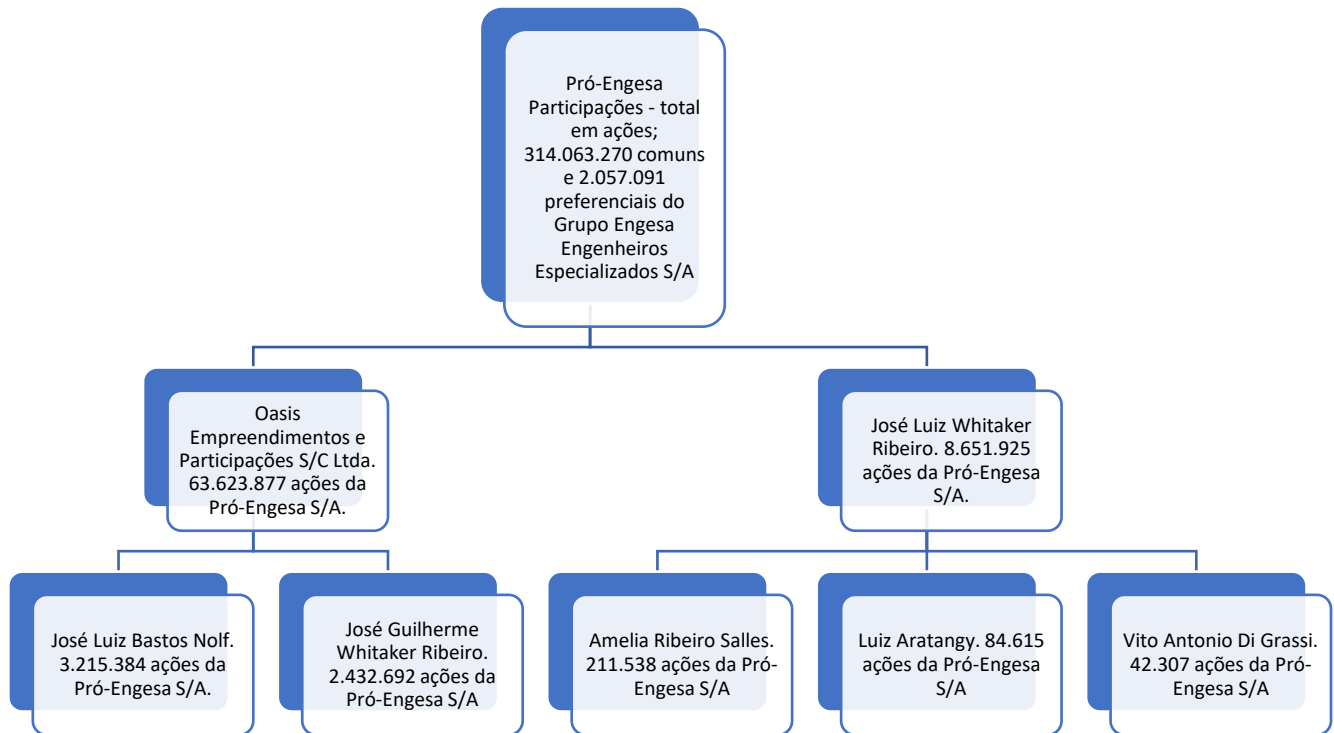 Pró-Engesa
Participações - total
em ações;
314.063.270 comuns
e 2.057.091
preferenciais do
Grupo Engesa
Engenheiros
Especializados S/A
Oasis
Empreendimentos e
Participações S/C Ltda.
63.623.877 ações da
Pró-Engesa S/A.
José Luiz Whitaker
Ribeiro. 8.651.925
ações da Pró-Engesa
S/A.
José Luiz Bastos Nolf.
3.215.384 ações da
Pró-Engesa S/A.
José Guilherme
Whitaker Ribeiro.
2.432.692 ações da
Pró-Engesa S/A
Amelia Ribeiro Salles.
211.538 ações da Pró-
Engesa S/A
Luiz Aratangy. 84.615
ações da Pró-Engesa
S/A
Vito Antonio Di Grassi.
42.307 ações da Pró-
Engesa S/A